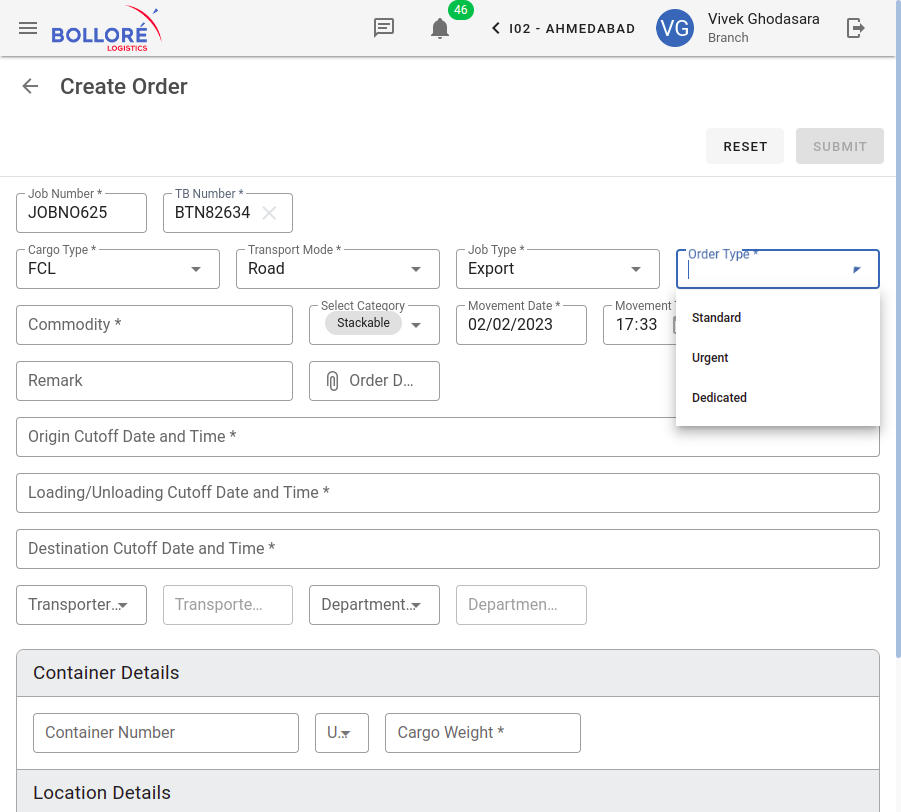 BOLLORÉ
LOGISTICS
46
I02 - AHMEDABAD
VG
Vivek Ghodasara
Branch
Create Order
RESET
SUBMIT
Job Number *
JOBNO625
TB Number *
BTN82634
Cargo Type *
FCL
Transport Mode *
Road
Job Type *
Export
Order Type *
Commodity *
Select Category
Stackable
Movement Date *
02/02/2023
Movement
17:33
Standard
Urgent
Dedicated
Remark
Order D...
Origin Cutoff Date and Time *
Loading/Unloading Cutoff Date and Time *
Destination Cutoff Date and Time *
Transporter...
Transporte...
Department...
Departmen...
Container Details
Container Number
U...
Cargo Weight *
Location Details